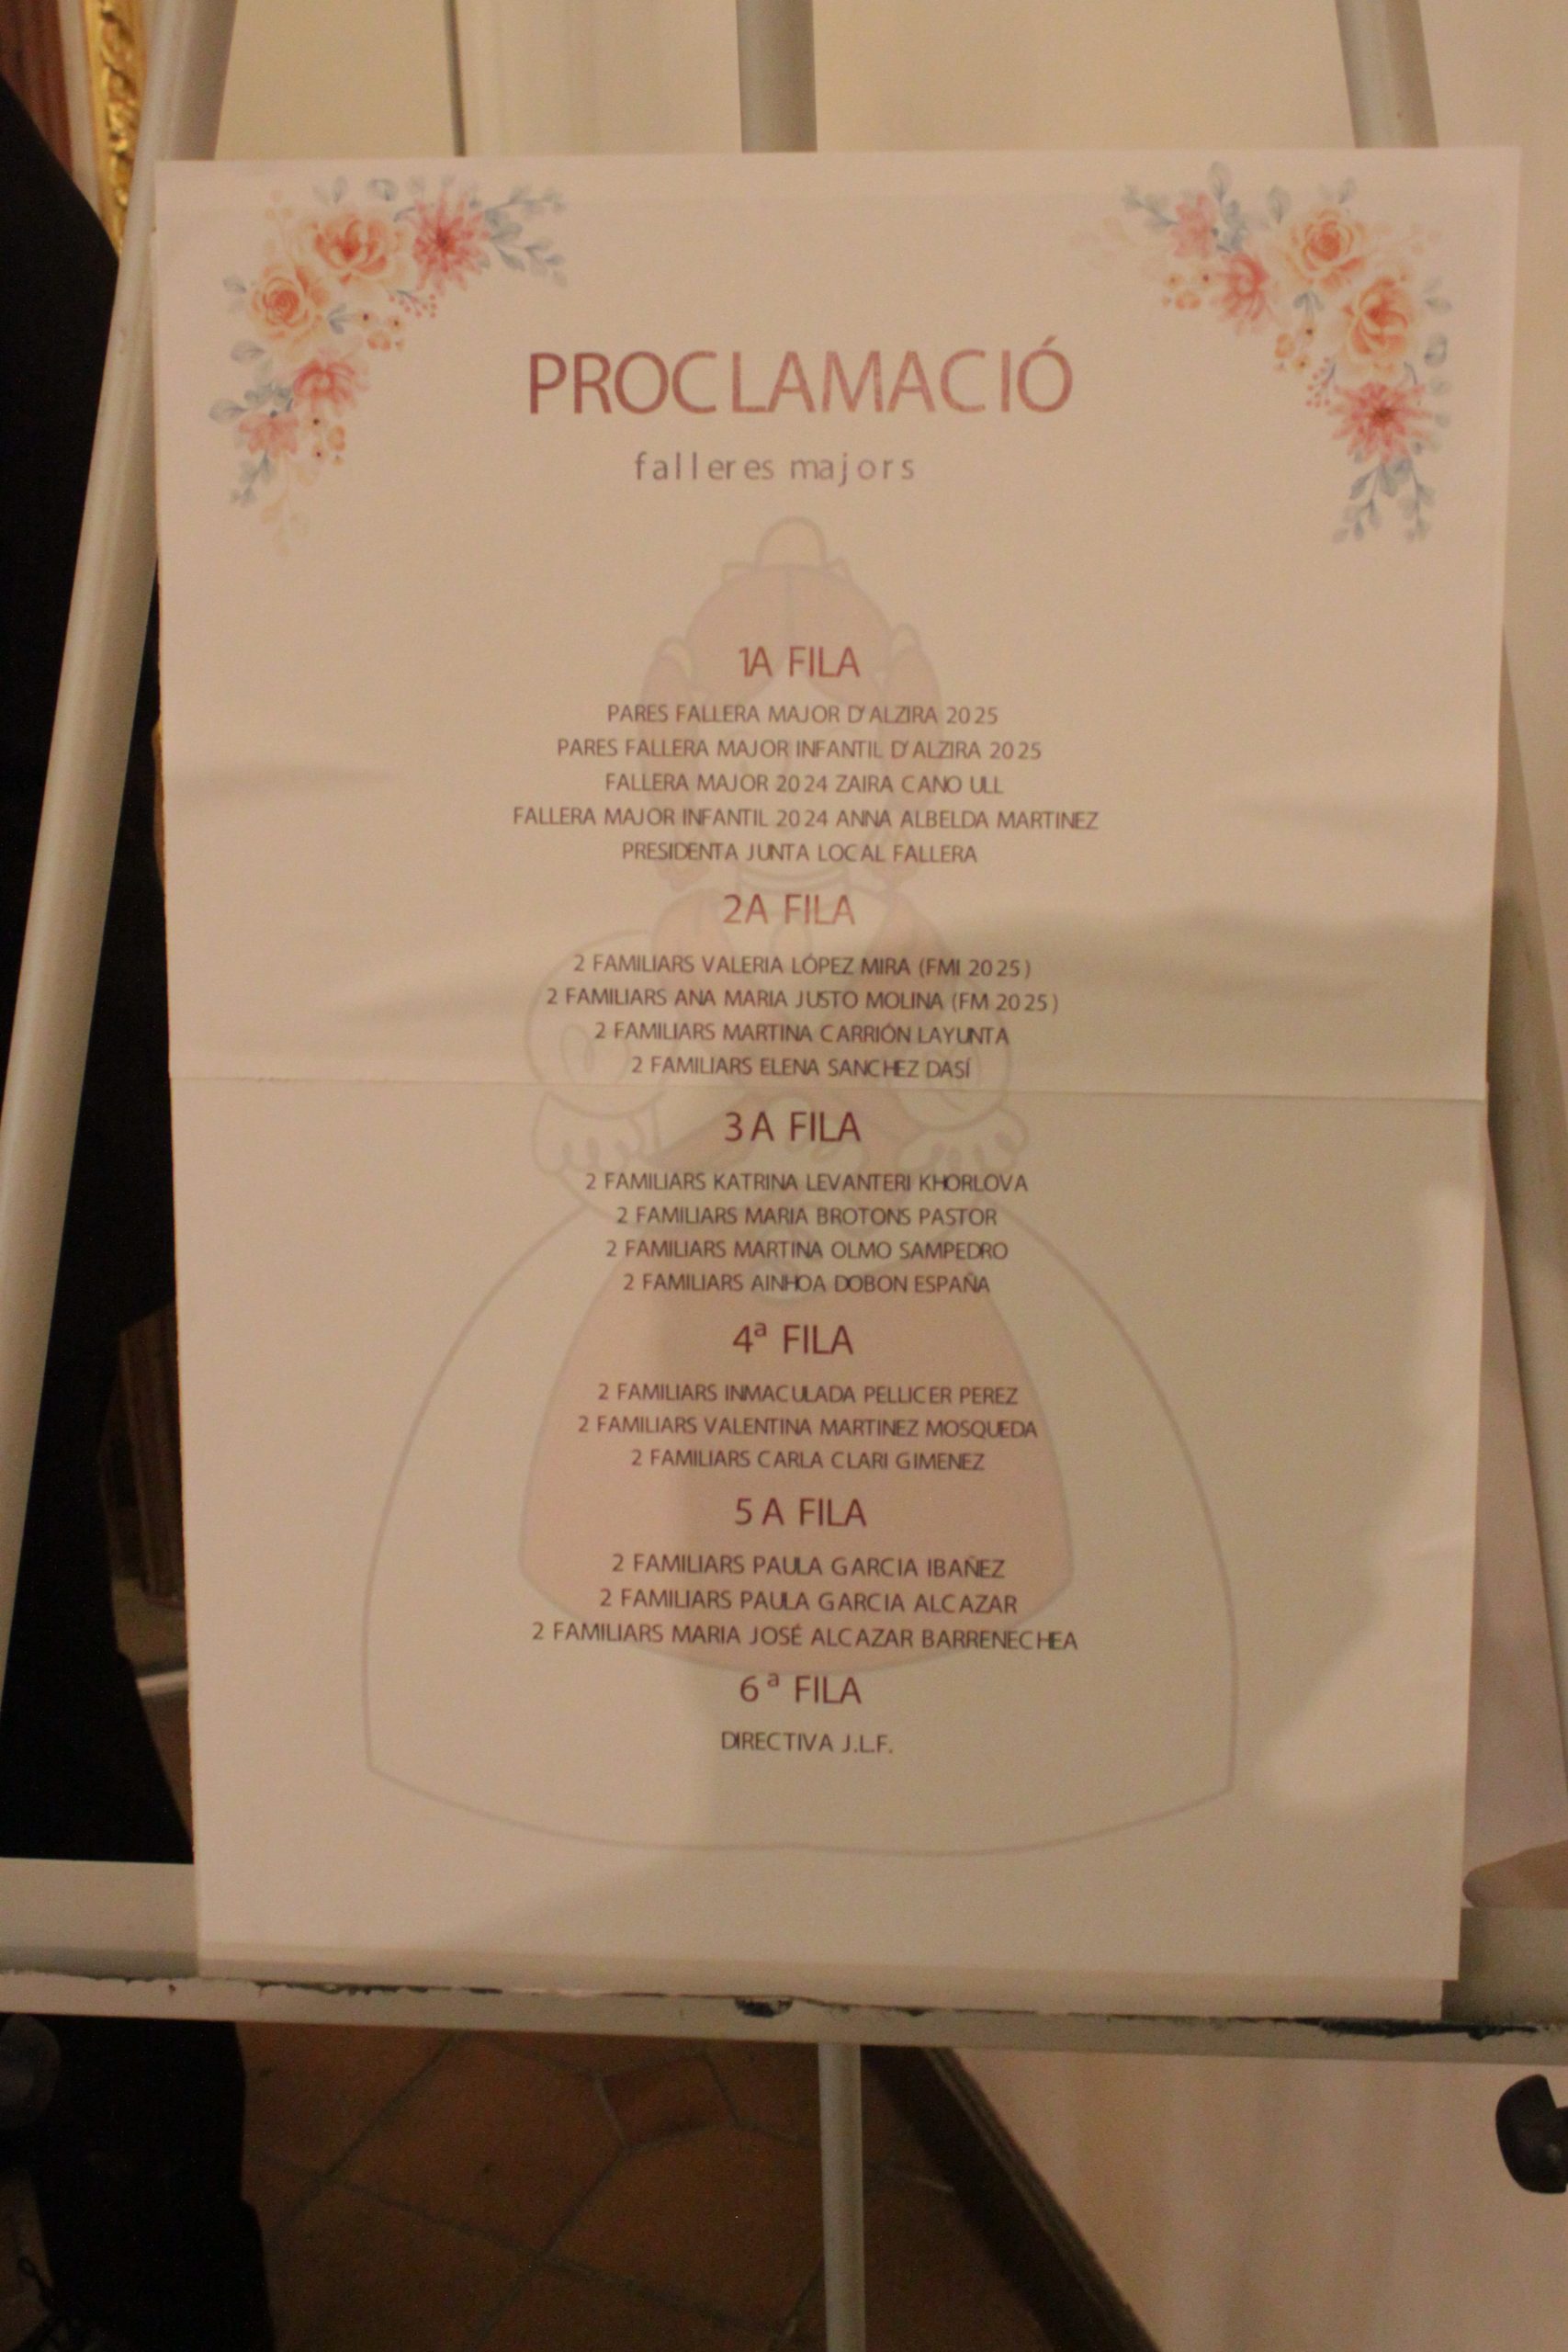 PROCLAMACIÓ
falleres majors
1A FILA
PARES FALLERA MAJOR D'ALZIRA 2025
PARES FALLERA MAJOR INFANTIL D'ALZIRA 2025
FALLERA MAJOR 2024 ZAIRA CANO ULL
FALLERA MAJOR INFANTIL 2024 ANNA ALBELDA MARTINEZ
PRESIDENTA JUNTA LOCAL FALLERA
2A FILA
2 FAMILIARS VALERIA LÓPEZ MIRA (FMI 2025)
2 FAMILIARS ANA MARIA JUSTO MOLINA (FM 2025)
2 FAMILIARS MARTINA CARRIÓN LAYUNTA
2 FAMILIARS ELENA SANCHEZ DASÍ
3A FILA
2 FAMILIARS KATRINA LEVANTERI KHORLOVA
2 FAMILIARS MARIA BROTONS PASTOR
2 FAMILIARS MARTINA OLMO SAMPEDRO
2 FAMILIARS AINHOA DOBON ESPAÑA
4ª FILA
2 FAMILIARS INMACULADA PELLICER PEREZ
2 FAMILIARS VALENTINA MARTINEZ MOSQUEDA
2 FAMILIARS CARLA CLARI GIMENEZ
5A FILA
2 FAMILIARS PAULA GARCIA IBAÑEZ
2 FAMILIARS PAULA GARCIA ALCAZAR
2 FAMILIARS MARIA JOSÉ ALCAZAR BARRENECHEA
6ª FILA
DIRECTIVA J.L.F.